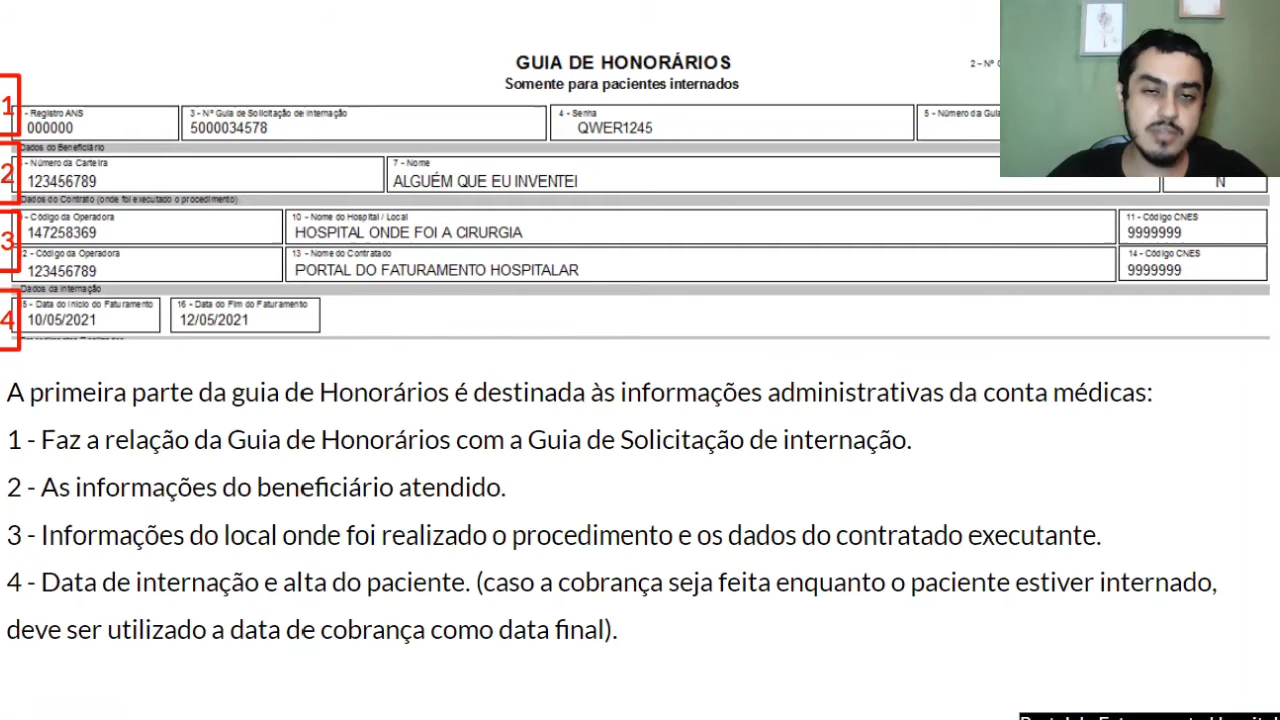 GUIA DE HONORÁRIOS
2 - Nº
Somente para pacientes internados
1
- Registro ANS
3 - Nº Guia de Solicitação de Internação
4 - Senha
5 - Número da Guia
000000
5000034578
QWER1245
Dados do Beneficiário
2
- Número da Carteira
7 - Nome
123456789
ALGUÉM QUE EU INVENTEI
N
Dados do Contrato (onde foi executado o procedimento)
3
- Código da Operadora
10 - Nome do Hospital / Local
11 - Código CNES
147258369
HOSPITAL ONDE FOI A CIRURGIA
9999999
2 - Código da Operadora
13 - Nome do Contratado
14 - Código CNES
123456789
PORTAL DO FATURAMENTO HOSPITALAR
9999999
Dados da Internação
4
5 - Data do Início do Faturamento
16 - Data do Fim do Faturamento
10/05/2021
12/05/2021
A primeira parte da guia de Honorários é destinada às informações administrativas da conta médicas:
1 - Faz a relação da Guia de Honorários com a Guia de Solicitação de internação.
2 - As informações do beneficiário atendido.
3 - Informações do local onde foi realizado o procedimento e os dados do contratado executante.
4 - Data de internação e alta do paciente. (caso a cobrança seja feita enquanto o paciente estiver internado,
deve ser utilizado a data de cobrança como data final).